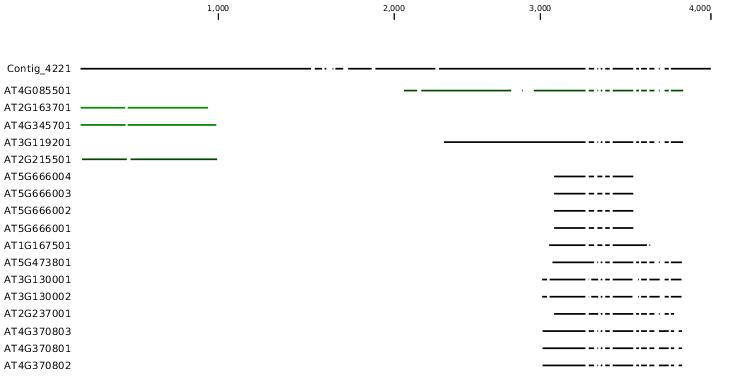 1,000 2,000 3,000 4,000
Contig_4221
AT4G085501
AT2G163701
AT4G345701
AT3G119201
AT2G215501
AT5G666004
AT5G666003
AT5G666002
AT5G666001
AT1G167501
AT5G473801
AT3G130001
AT3G130002
AT2G237001
AT4G370803
AT4G370801
AT4G370802